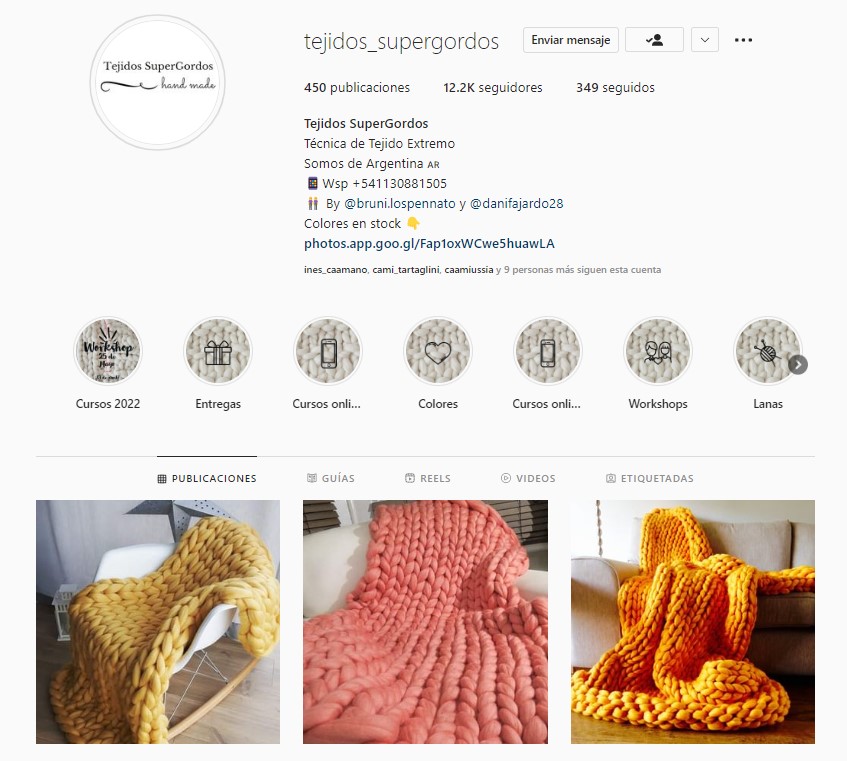 Tejidos SuperGordos
hand made
tejidos_supergordos
Enviar mensaje
450 publicaciones 12.2K seguidores 349 seguidos
Tejidos SuperGordos
Técnica de Tejido Extremo
Somos de Argentina AR
Wsp +541130881505
By @bruni.lospennato y @danifajardo28
Colores en stock 👇
photos.app.goo.gl/Fap1oxWCwe5huawLA
ines_caamano, cami_tartaglini, caamiussia y 9 personas más siguen esta cuenta
Workshop
25 de
Mayo
Cursos 2022 Entregas Cursos onli... Colores Cursos onli... Workshops Lanas
PUBLICACIONES GUÍAS REELS VIDEOS ETIQUETADAS